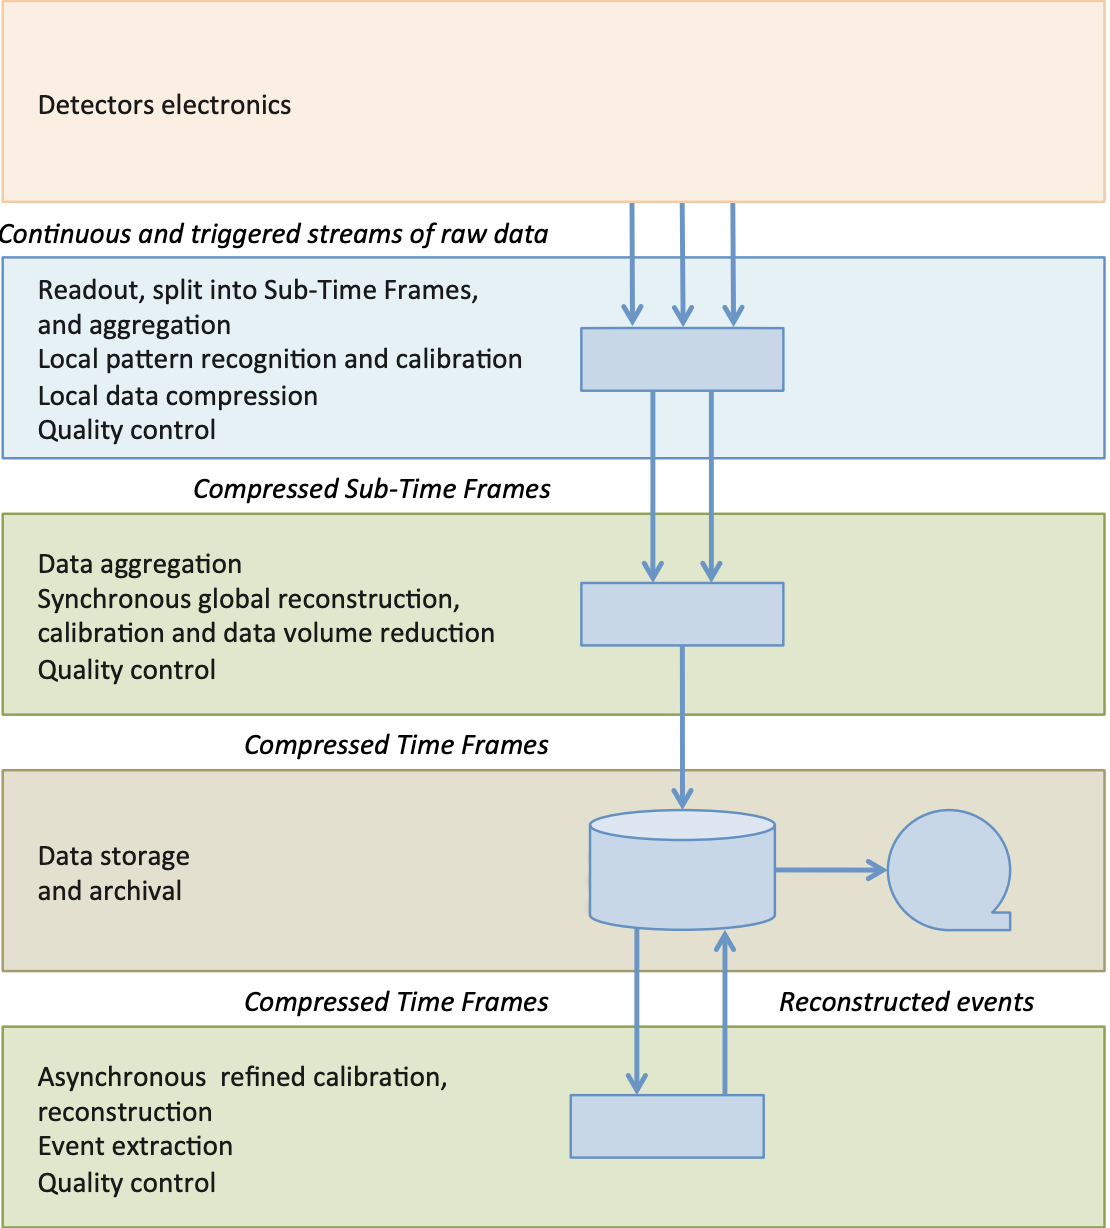 Detectors electronics
Continuous and triggered streams of raw data
Readout, split into Sub-Time Frames,
and aggregation
Local pattern recognition and calibration
Local data compression
Quality control
Compressed Sub-Time Frames
Data aggregation
Synchronous global reconstruction,
calibration and data volume reduction
Quality control
Compressed Time Frames
Data storage
and archival
Compressed Time Frames
Reconstructed events
Asynchronous refined calibration,
reconstruction
Event extraction
Quality control